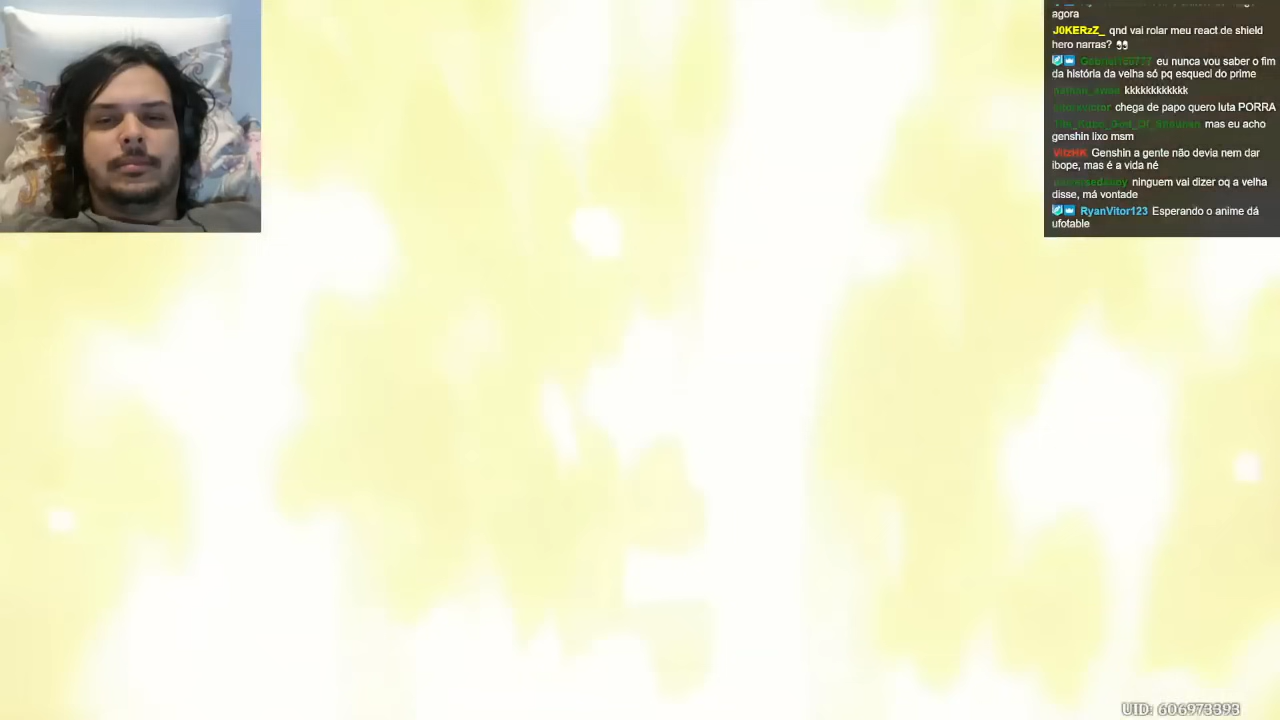 agora
J0KERzZ_ qnd vai rolar meu react de shield
hero narras? 👀
eu nunca vou saber o fim
da história da velha só pq esqueci do prime
kkkkkkkkkkkk
chega de papo quero luta PORRA
Tite_Kubo_God_Of_Shounen mas eu acho
genshin lixo msm
VitzHK Genshin a gente não devia nem dar
ibope, mas é a vida né
ninguem vai dizer oq a velha
disse, má vontade
RyanVitor123 Esperando o anime dá
ufotable
UID: 606973393